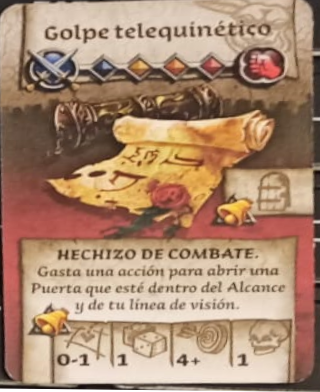 Golpe telequinético
HECHIZO DE COMBATE.
Gasta una acción para abrir una
Puerta que esté dentro del Alcance
y de tu línea de visión.
0-1 1 4+ 1